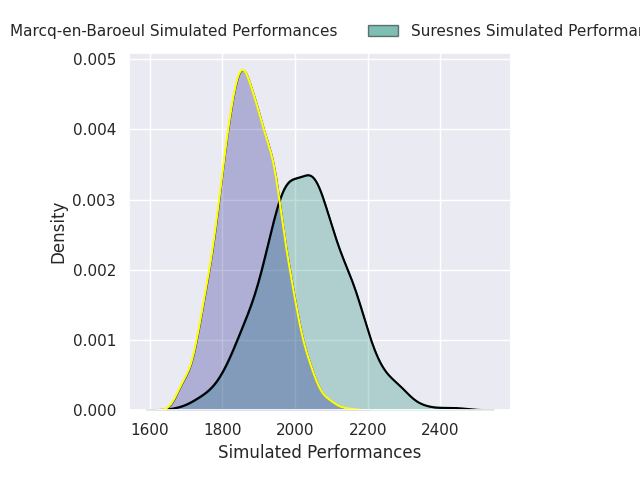 Marcq-en-Baroeul Simulated Performances
Suresnes Simulated
0.005
0.004
0.003
0.002
0.001
0.000
Density
1600 1800 2000 2200 2400
Simulated Performances